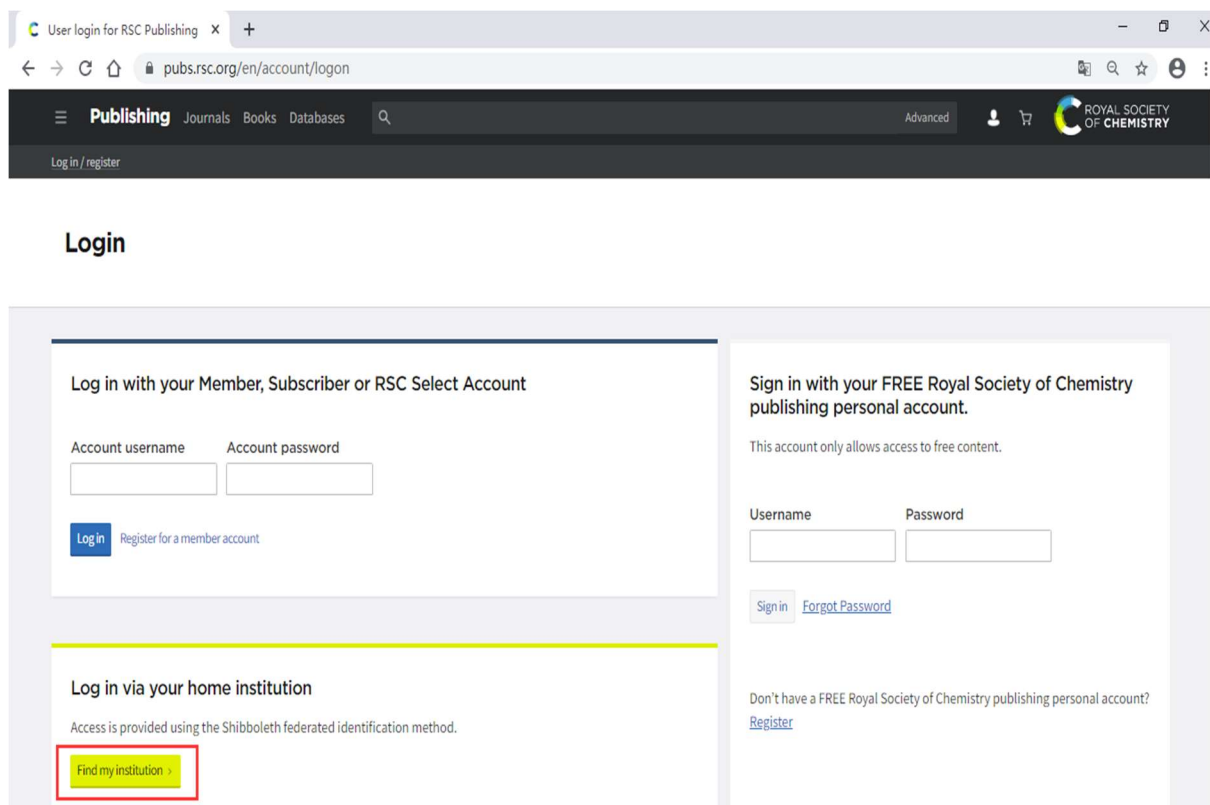 User login for RSC Publishing
pubs.rsc.org/en/account/logon
Publishing Journals Books Databases Advanced ROYAL SOCIETY
OF CHEMISTRY
Log in / register
Login
Log in with your Member, Subscriber or RSC Select Account
Account username Account password
Log in Register for a member account
Log in via your home institution
Access is provided using the Shibboleth federated identification method.
Find my institution ›
Sign in with your FREE Royal Society of Chemistry
publishing personal account.
This account only allows access to free content.
Username Password
Sign in Forgot Password
Don't have a FREE Royal Society of Chemistry publishing personal account?
Register